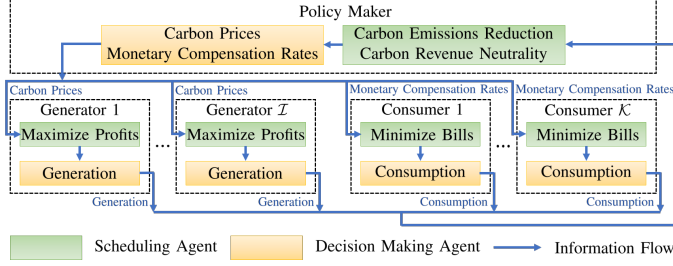 Policy Maker
Carbon Prices
Monetary Compensation Rates
Carbon Emissions Reduction
Carbon Revenue Neutrality
Carbon Prices
Carbon Prices
Monetary Compensation Rates
Monetary Compensation Rates
Generator 1
Generator ℐ
Consumer 1
Consumer 𝒦
Maximize Profits
...
Maximize Profits
Minimize Bills
...
Minimize Bills
Generation
Generation
Consumption
Consumption
Generation
Generation
Consumption
Consumption
Scheduling Agent
Decision Making Agent
Information Flow